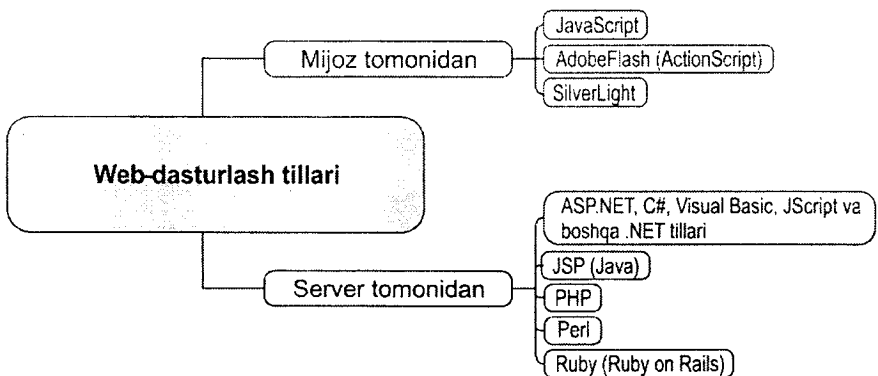 Web-dasturlash tillari
Mijoz tomonidan
JavaScript
AdobeFlash (ActionScript)
SilverLight
Server tomonidan
ASP.NET, C#, Visual Basic, JScript va
boshqa .NET tillari
JSP (Java)
PHP
Perl
Ruby (Ruby on Rails)